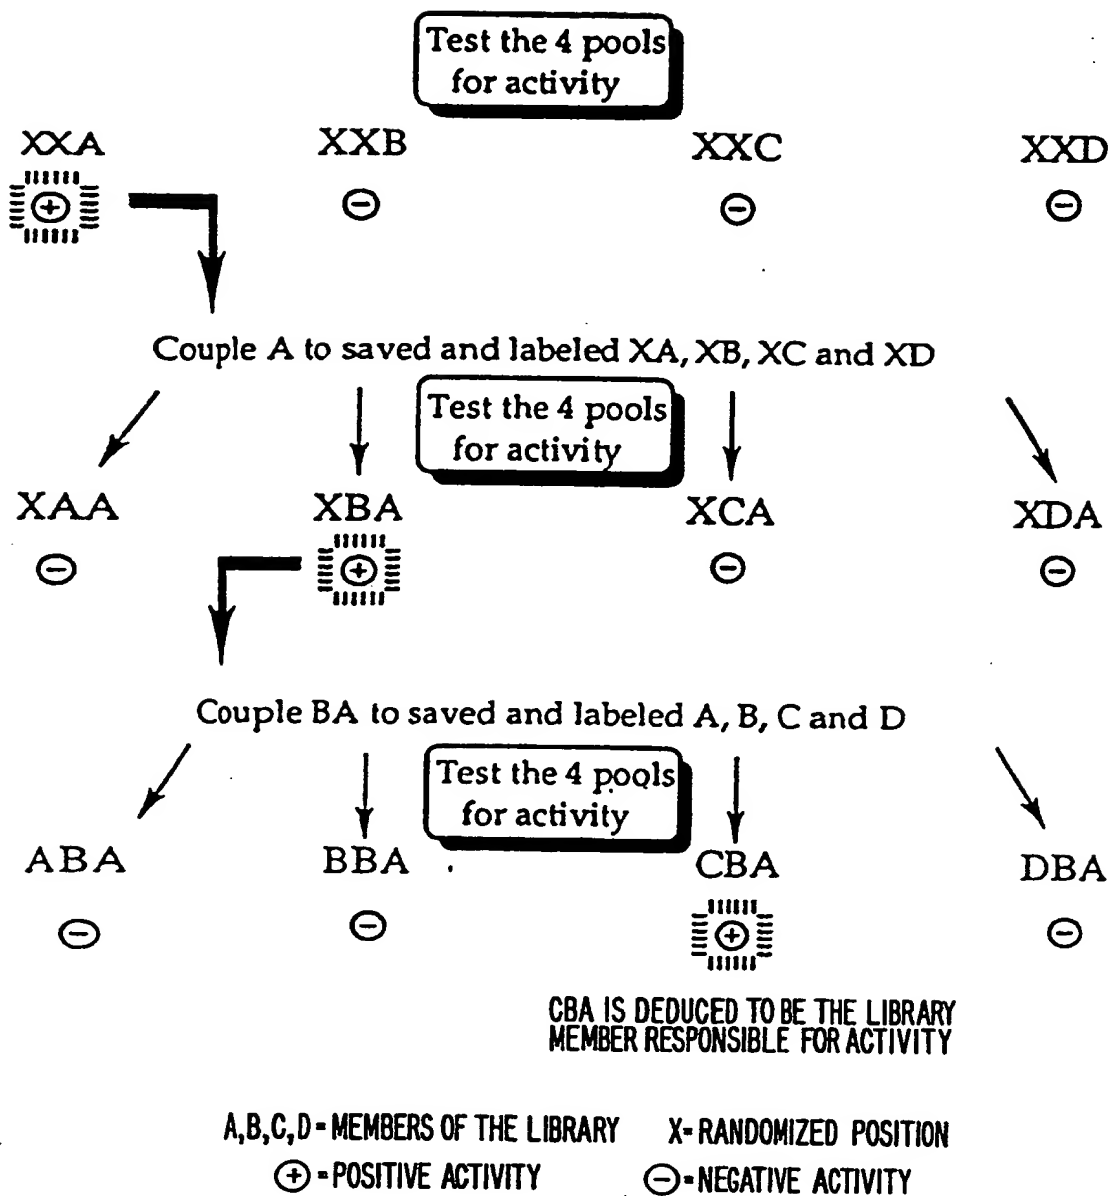 Test the 4 pools
for activity
XXA XXB XXC XXD
+ − − −
Couple A to saved and labeled XA, XB, XC and XD
Test the 4 pools
for activity
XAA XBA XCA XDA
− + − −
Couple BA to saved and labeled A, B, C and D
Test the 4 pools
for activity
ABA BBA CBA DBA
− − + −
CBA IS DEDUCED TO BE THE LIBRARY
MEMBER RESPONSIBLE FOR ACTIVITY
A,B,C,D=MEMBERS OF THE LIBRARY X=RANDOMIZED POSITION
⊕=POSITIVE ACTIVITY ⊖=NEGATIVE ACTIVITY